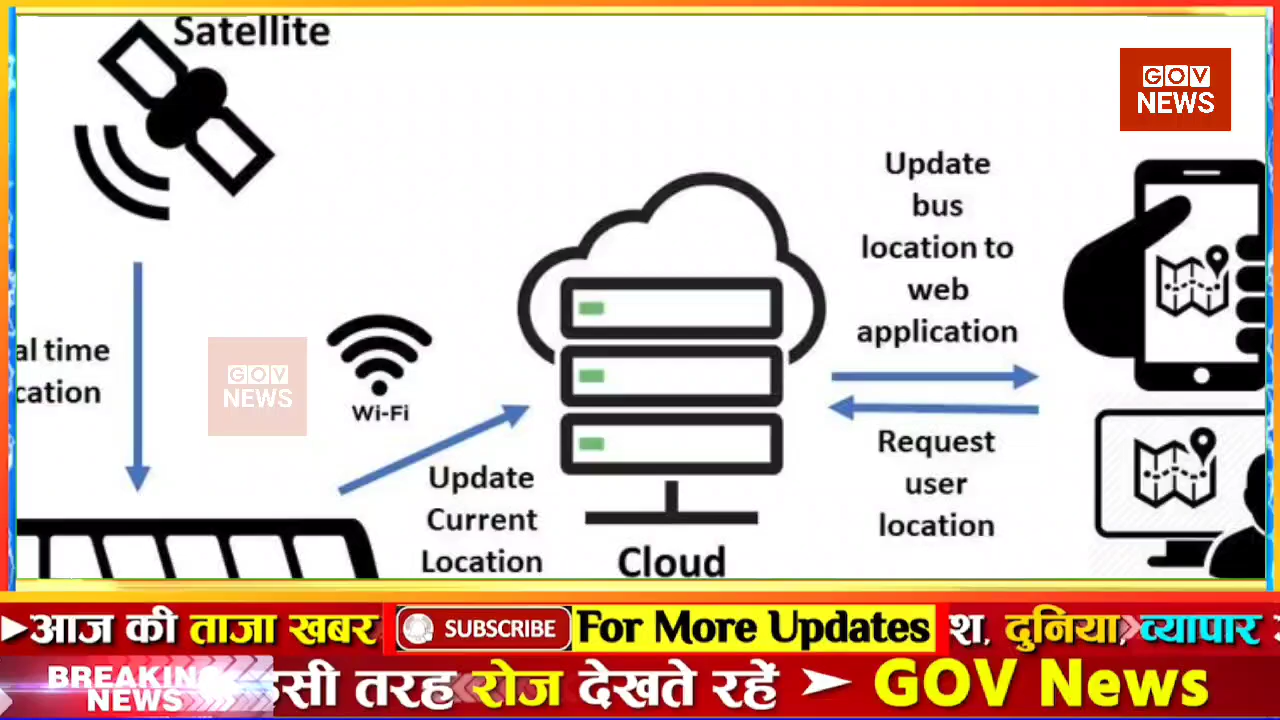 Satellite
GOV
NEWS
Update
bus
location to
web
application
al time
cation
GOV
NEWS
Wi-Fi
Update
Current
Location
Cloud
Request
user
location
आज की ताजा खबर
SUBSCRIBE
For More Updates
श, दुनिया, व्यापार
BREAKING
NEWS
सी तरह रोज देखते रहें
GOV News